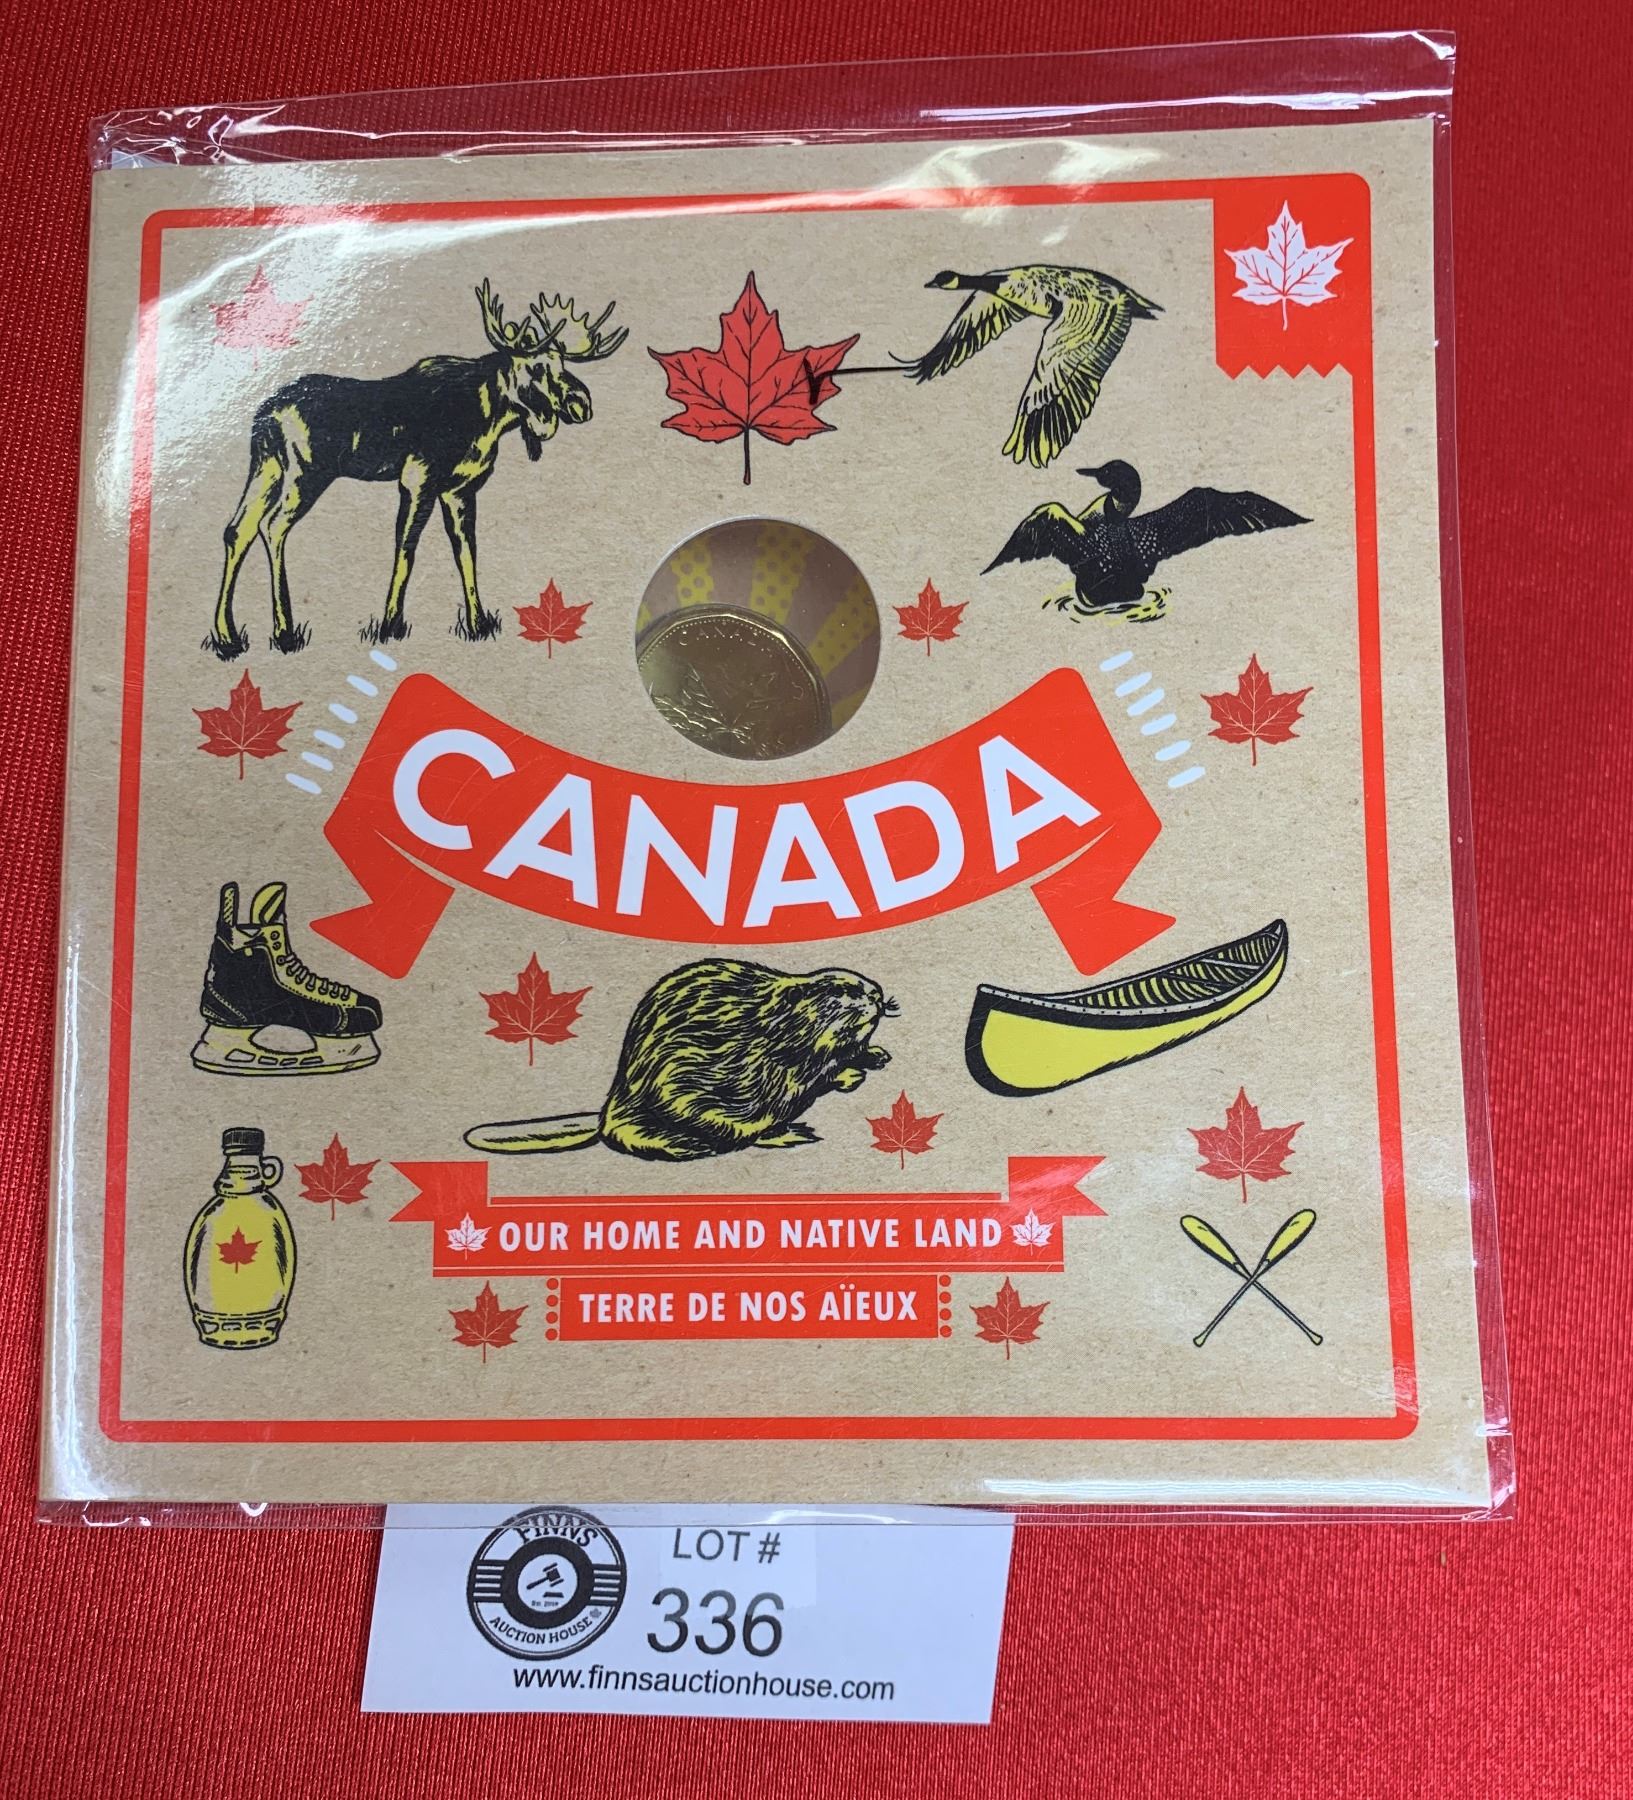 CANADA
CANADA
OUR HOME AND NATIVE LAND
TERRE DE NOS AÏEUX
FINNS
AUCTION HOUSE
LOT #
336
www.finnsauctionhouse.com